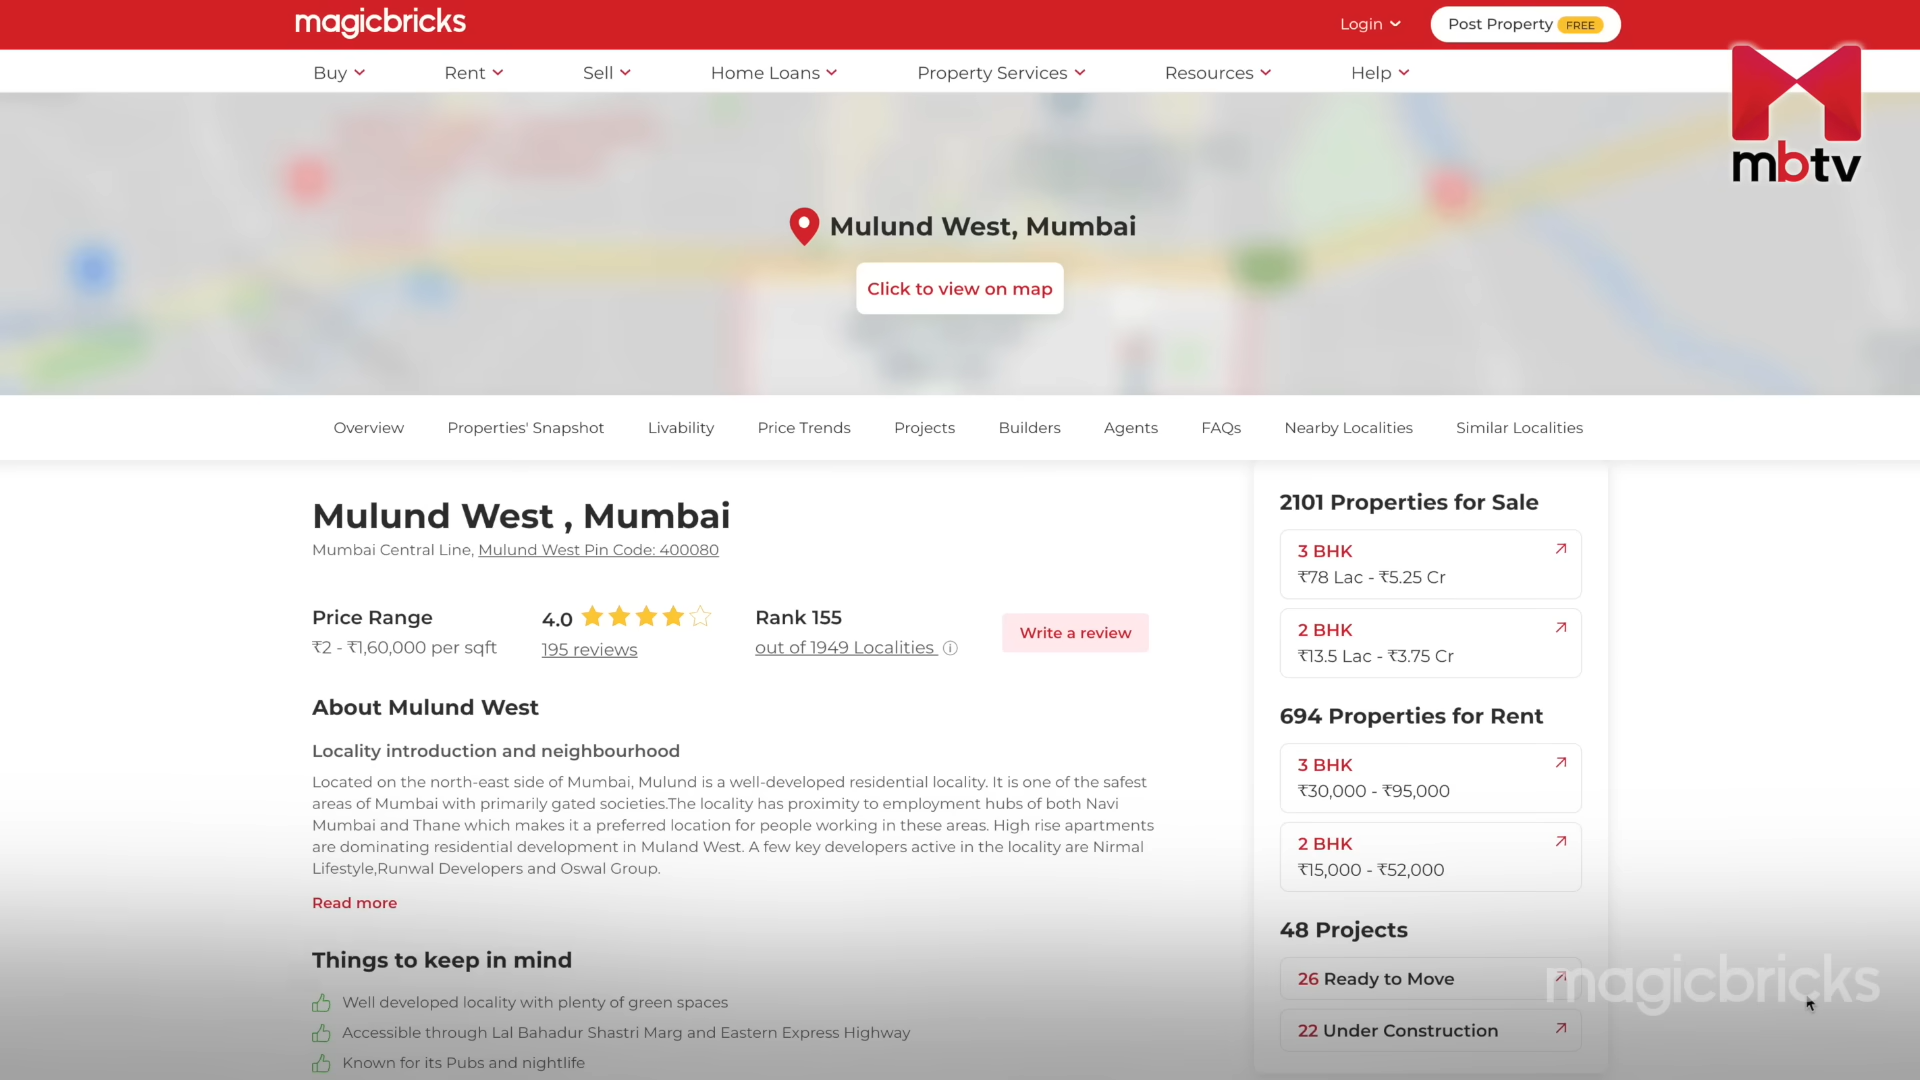 magicbricks
Login
Post Property FREE
Buy
Rent
Sell
Home Loans
Property Services
Resources
Help
mbtv
Mulund West, Mumbai
Click to view on map
Overview
Properties' Snapshot
Livability
Price Trends
Projects
Builders
Agents
FAQs
Nearby Localities
Similar Localities
Mulund West , Mumbai
Mumbai Central Line, Mulund West Pin Code: 400080
Price Range
₹2 - ₹1,60,000 per sqft
4.0
195 reviews
Rank 155
out of 1949 Localities
Write a review
About Mulund West
Locality introduction and neighbourhood
Located on the north-east side of Mumbai, Mulund is a well-developed residential locality. It is one of the safest
areas of Mumbai with primarily gated societies.The locality has proximity to employment hubs of both Navi
Mumbai and Thane which makes it a preferred location for people working in these areas. High rise apartments
are dominating residential development in Muland West. A few key developers active in the locality are Nirmal
Lifestyle,Runwal Developers and Oswal Group.
Read more
Things to keep in mind
Well developed locality with plenty of green spaces
Accessible through Lal Bahadur Shastri Marg and Eastern Express Highway
Known for its Pubs and nightlife
2101 Properties for Sale
3 BHK
₹78 Lac - ₹5.25 Cr
2 BHK
₹13.5 Lac - ₹3.75 Cr
694 Properties for Rent
3 BHK
₹30,000 - ₹95,000
2 BHK
₹15,000 - ₹52,000
48 Projects
26 Ready to Move
22 Under Construction
magicbricks